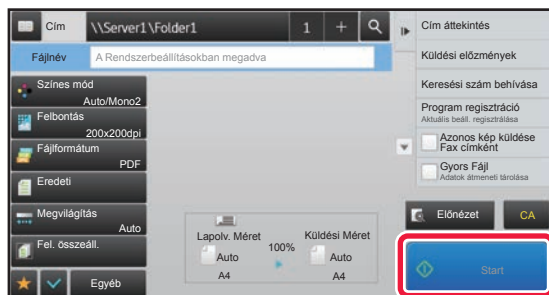 Cím
\\Server1\Folder1
1
+
Fájlnév
A Rendszerbeállításokban megadva
Színes mód
Auto/Mono2
Felbontás
200x200dpi
Fájlformátum
PDF
Eredeti
Megvilágítás
Auto
Fel. összeáll.
Egyéb
Lapolv. Méret
100%
Küldési Méret
Auto
Auto
A4
A4
Cím áttekintés
Küldési előzmények
Keresési szám behívása
Program regisztráció
Aktuális beáll. regisztrálása
Azonos kép küldése
Fax címként
Gyors Fájl
Adatok átmeneti tárolása
Előnézet
CA
Start